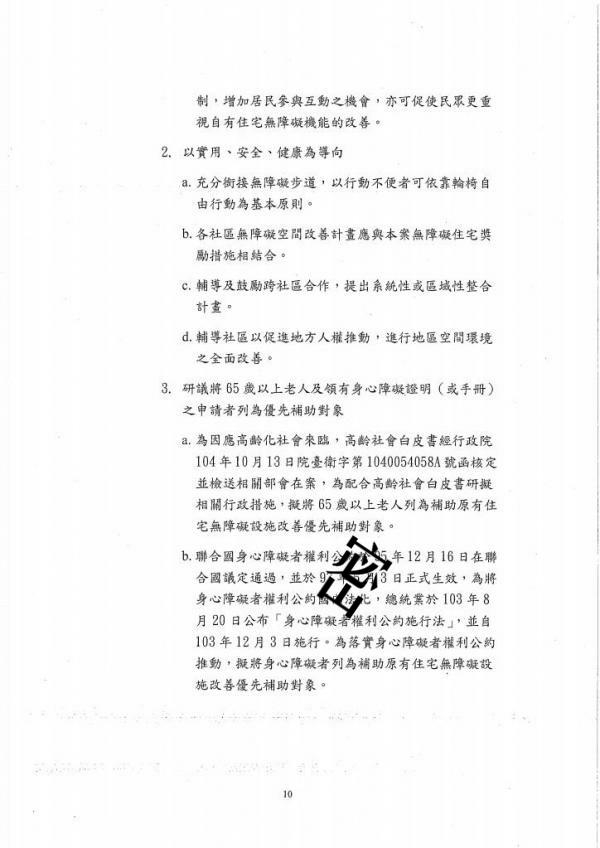 制，增加居民參與互動之機會，亦可促使民眾更重
視自有住宅無障礙機能的改善。
2. 以實用、安全、健康為導向
a. 充分銜接無障礙步道，以行動不便者可依靠輪椅自
由行動為基本原則。
b. 各社區無障礙空間改善計畫應與本案無障礙住宅獎
勵措施相結合。
c. 輔導及鼓勵跨社區合作，提出系統性或區域性整合
計畫。
d. 輔導社區以促進地方人權推動，進行地區空間環境
之全面改善。
3. 研議將 65 歲以上老人及領有身心障礙證明（或手冊）
之申請者列為優先補助對象
a. 為因應高齡化社會來臨，高齡社會白皮書經行政院
104 年 10 月 13 日院臺衛字第 1040054058A 號函核定
並檢送相關部會在案，為配合高齡社會白皮書研擬
相關行政措施，擬將 65 歲以上老人列為補助原有住
宅無障礙設施改善優先補助對象。
b. 聯合國身心障礙者權利公 5 年 12 月 16 日在聯
合國議定通過，並於 9 3 日正式生效，為將
身心障礙者權利公約國 法化，總統業於 103 年 8
月 20 日公布「身心障礙者權利公約施行法」，並自
103 年 12 月 3 日施行。為落實身心障礙者權利公約
推動，擬將身心障礙者列為補助原有住宅無障礙設
施改善優先補助對象。
密
10